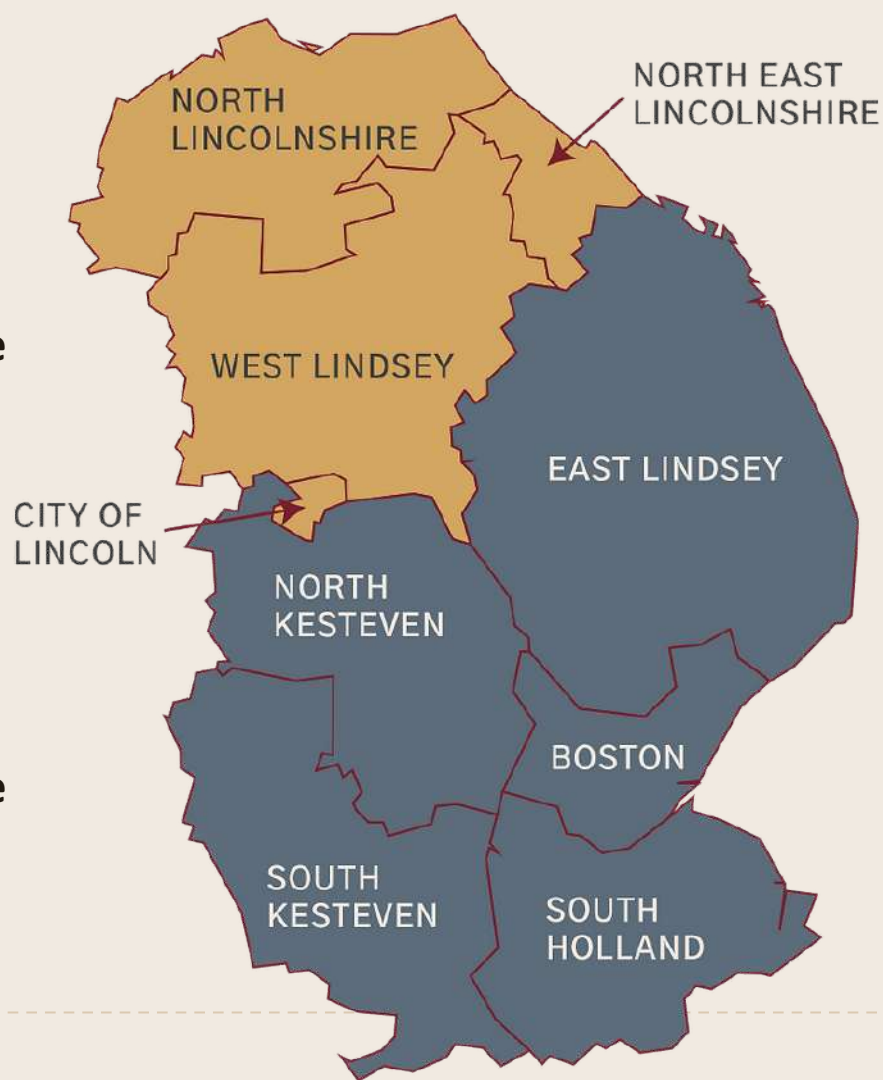 NORTH
LINCOLNSHIRE
NORTH EAST
LINCOLNSHIRE
e
WEST LINDSEY
EAST LINDSEY
CITY OF
LINCOLN
NORTH
KESTEVEN
BOSTON
e
SOUTH
KESTEVEN
SOUTH
HOLLAND